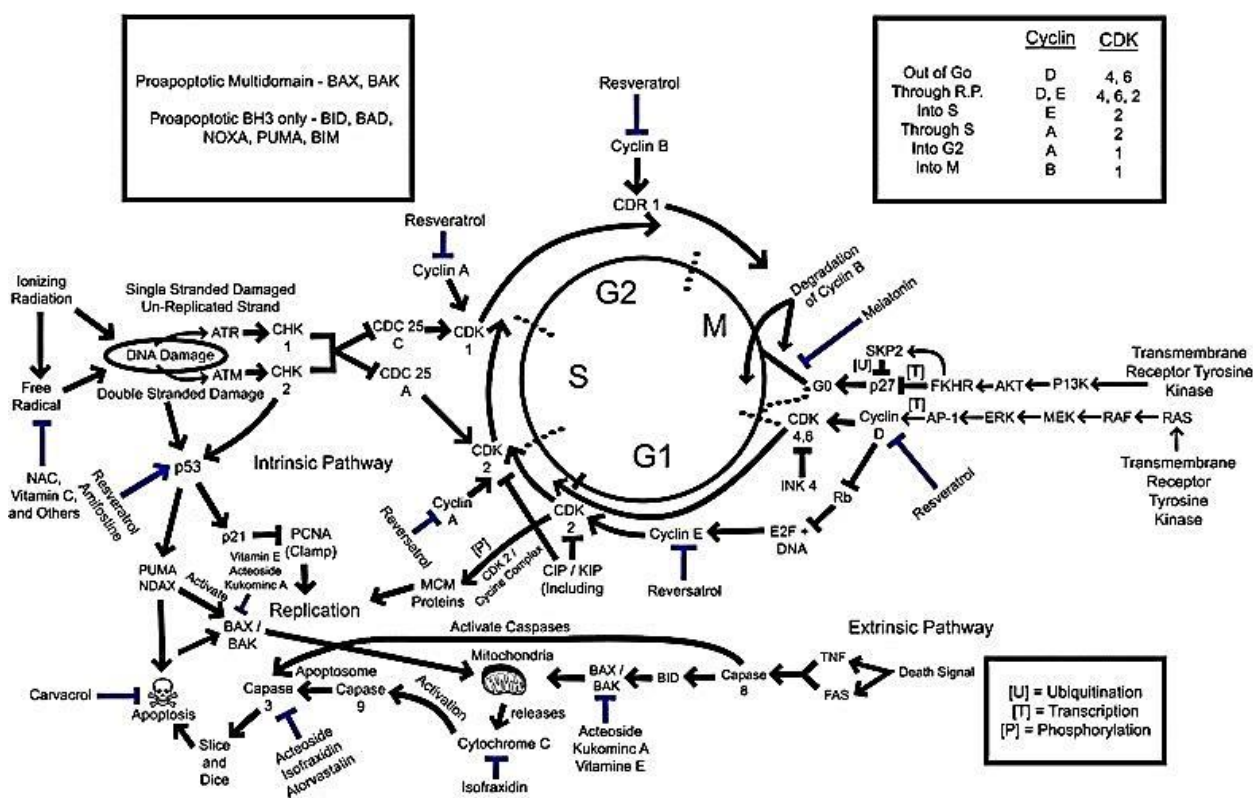 Proapoptotic Multidomain - BAX, BAK
Proapoptotic BH3 only - BID, BAD,
NOXA, PUMA, BIM
Cyclin CDK
Out of Go D 4, 6
Through R.P. D, E 4, 6, 2
Into S E 2
Through S A 2
Into G2 A 1
Into M B 1
Resveratrol
Cyclin B
CDR 1
Resveratrol
Cyclin A
CDK
1
G2
M
S
G1
Degradation
of Cyclin B
Melalonin
Ionizing
Radiation
Single Stranded Damaged
Un-Replicated Strand
ATR
CHK
1
DNA Damage
ATM
CHK
2
Double Stranded Damage
CDC 25
C
CDC 25
A
Free
Radical
NAC,
Vitamin C,
and Others
Resveratrol
Amifostine
p53
Intrinsic Pathway
CDK
2
Cyclin
A
Reversatrol
G0
[U]
SKP2
p27
[T]
FKHR
AKT
P13K
Transmembrane
Receptor Tyrosine
Kinase
CDK
4,6
Cyclin
D
[T]
AP-1
ERK
MEK
RAF
RAS
Transmembrane
Receptor
Tyrosine
Kinase
INK 4
Resveratrol
Rb
E2F +
DNA
Cyclin E
Reversatrol
CDK
2
CIP / KIP
(Including
[P]
CDK 2 /
Cycine Complex
MCM
Proteins
p21
PCNA
(Clamp)
Vitamin E
Acteoside
Kukominc A
PUMA
NDAX
Activate
Replication
BAX /
BAK
Activate Caspases
Extrinsic Pathway
Carvacrol
Apoptosis
Apoptosome
Capase
3
Capase
9
Activation
Slice
and
Dice
Acteoside
Isofraxidin
Atorvastatin
Mitochondria
releases
Cytochrome C
Isofraxidin
BAX /
BAK
BID
Capase
8
TNF
FAS
Death Signal
Acteoside
Kukominc A
Vitamine E
[U] = Ubiquitination
[T] = Transcription
[P] = Phosphorylation